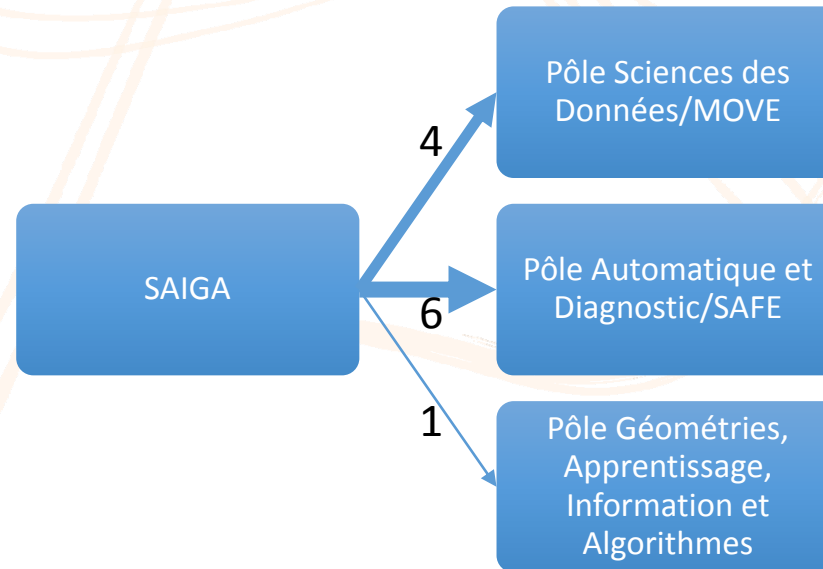 Pôle Sciences des
Données/MOVE
4
SAIGA
Pôle Automatique et
Diagnostic/SAFE
6
1
Pôle Géométries,
Apprentissage,
Information et
Algorithmes